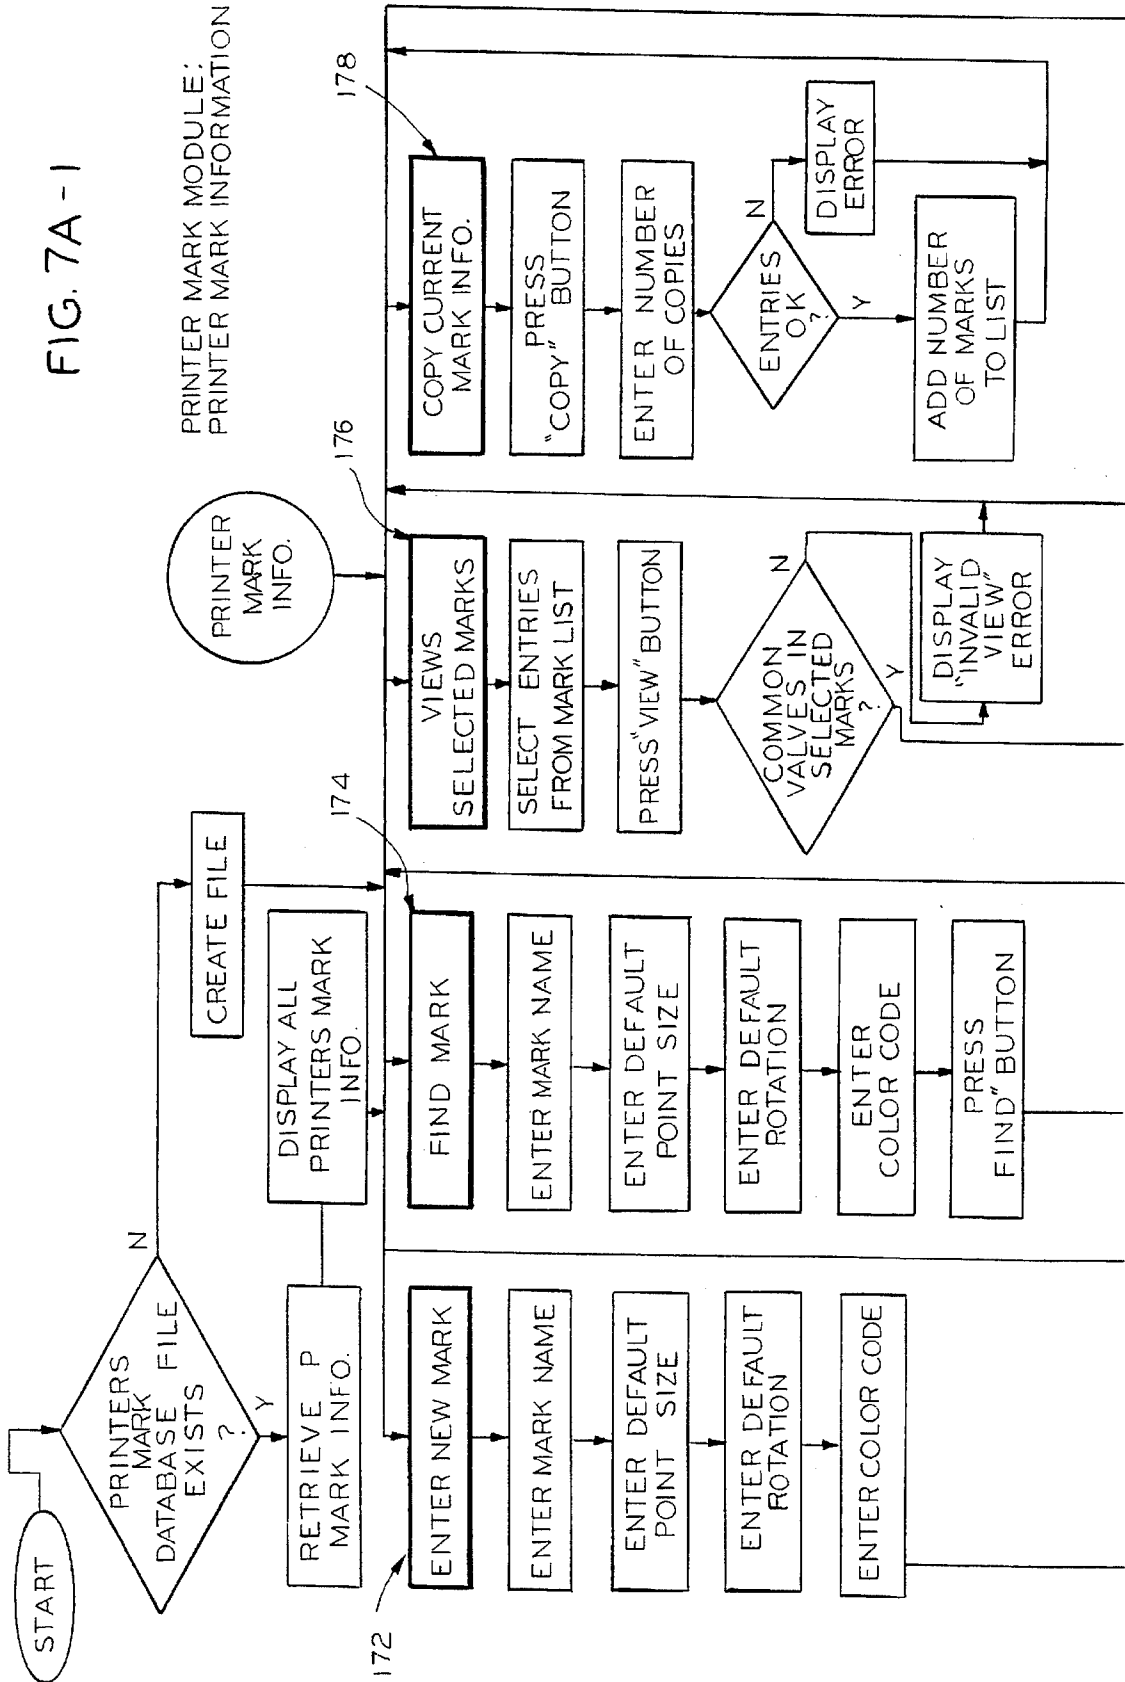 FIG. 7A-1
PRINTER MARK MODULE:
PRINTER MARK INFORMATION
START
PRINTERS
MARK
DATABASE FILE
EXISTS
?
N
Y
CREATE FILE
RETRIEVE P
MARK INFO.
DISPLAY ALL
PRINTERS MARK
INFO.
PRINTER
MARK
INFO.
172
ENTER NEW MARK
ENTER MARK NAME
ENTER DEFAULT
POINT SIZE
ENTER DEFAULT
ROTATION
ENTER COLOR CODE
174
FIND MARK
ENTER MARK NAME
ENTER DEFAULT
POINT SIZE
ENTER DEFAULT
ROTATION
ENTER
COLOR CODE
PRESS
FIIND" BUTTON
176
VIEWS
SELECTED MARKS
SELECT ENTRIES
FROM MARK LIST
PRESS "VIEW" BUTTON
COMMON
VALVES IN
SELECTED
MARKS
?
N
Y
DISPLAY
"INVALID
VIEW"
ERROR
178
COPY CURRENT
MARK INFO.
PRESS
"COPY" BUTTON
ENTER NUMBER
OF COPIES
ENTRIES
OK
?
N
Y
DISPLAY
ERROR
ADD NUMBER
OF MARKS
TO LIST